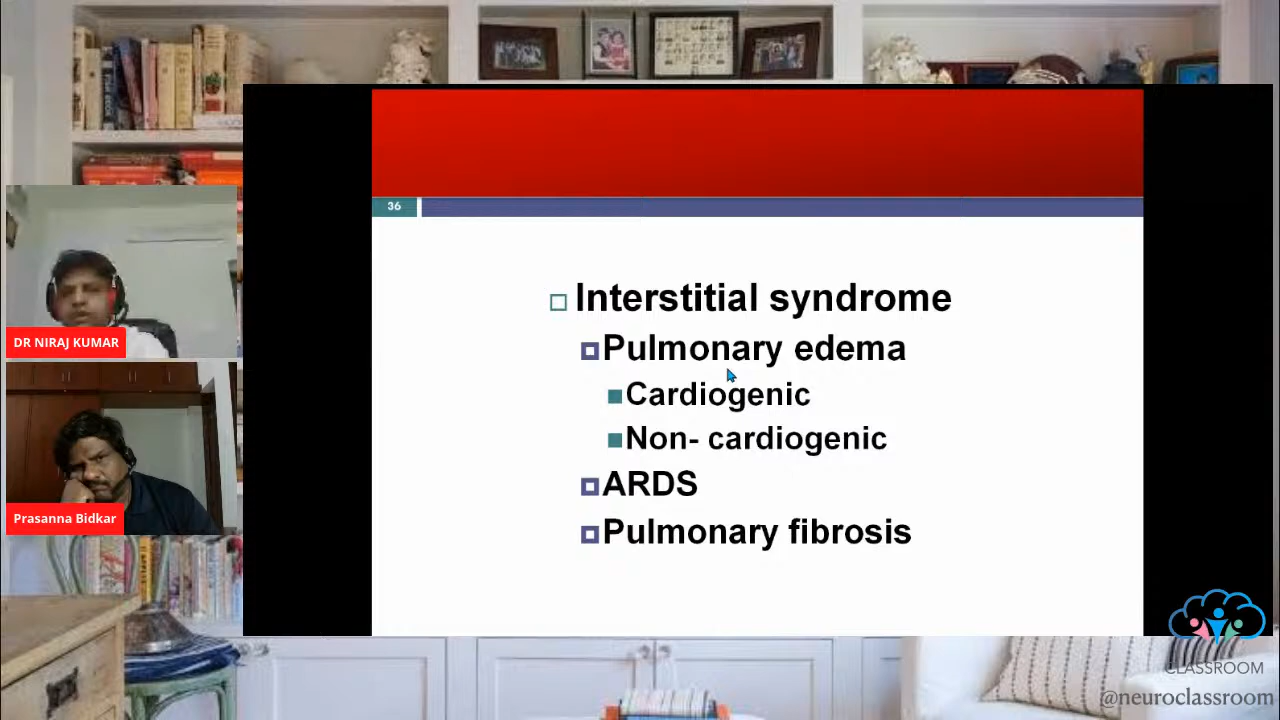 36
Interstitial syndrome
Pulmonary edema
Cardiogenic
Non- cardiogenic
ARDS
Pulmonary fibrosis
DR NIRAJ KUMAR
Prasanna Bidkar
CLASSROOM
@neuroclassroom